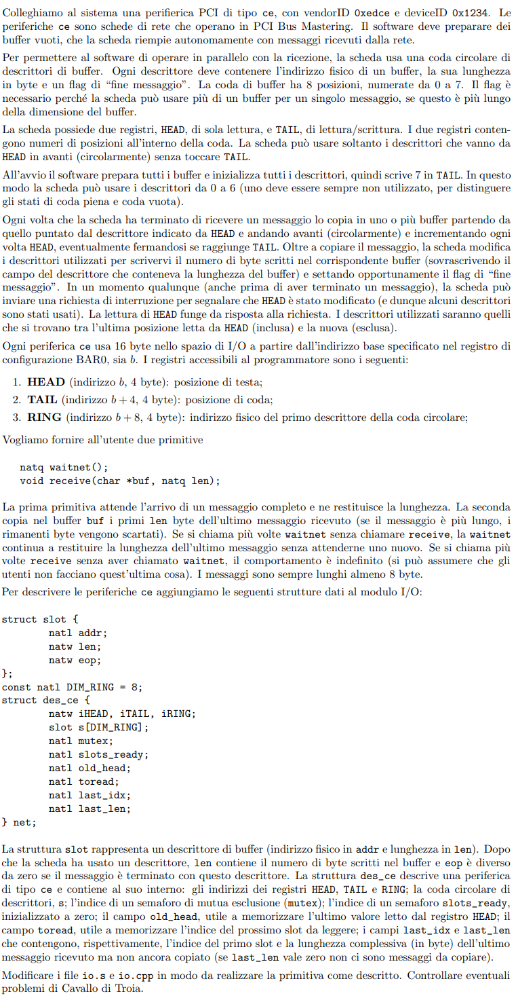 Colleghiamo al sistema una perifierica PCI di tipo ce, con vendorID 0xedce e deviceID 0x1234. Le
periferiche ce sono schede di rete che operano in PCI Bus Mastering. Il software deve preparare dei
buffer vuoti, che la scheda riempie autonomamente con messaggi ricevuti dalla rete.
Per permettere al software di operare in parallelo con la ricezione, la scheda usa una coda circolare di
descrittori di buffer. Ogni descrittore deve contenere l'indirizzo fisico di un buffer, la sua lunghezza
in byte e un flag di "fine messaggio". La coda di buffer ha 8 posizioni, numerate da 0 a 7. Il flag è
necessario perché la scheda può usare più di un buffer per un singolo messaggio, se questo è più lungo
della dimensione del buffer.
La scheda possiede due registri, HEAD, di sola lettura, e TAIL, di lettura/scrittura. I due registri conten-
gono numeri di posizioni all'interno della coda. La scheda può usare soltanto i descrittori che vanno da
HEAD in avanti (circolarmente) senza toccare TAIL.
All'avvio il software prepara tutti i buffer e inizializza tutti i descrittori, quindi scrive 7 in TAIL. In questo
modo la scheda può usare i descrittori da 0 a 6 (uno deve essere sempre non utilizzato, per distinguere
gli stati di coda piena e coda vuota).
Ogni volta che la scheda ha terminato di ricevere un messaggio lo copia in uno o più buffer partendo da
quello puntato dal descrittore indicato da HEAD e andando avanti (circolarmente) e incrementando ogni
volta HEAD, eventualmente fermandosi se raggiunge TAIL. Oltre a copiare il messaggio, la scheda modifica
i descrittori utilizzati per scrivervi il numero di byte scritti nel corrispondente buffer (sovrascrivendo il
campo del descrittore che conteneva la lunghezza del buffer) e settando opportunamente il flag di "fine
messaggio". In un momento qualunque (anche prima di aver terminato un messaggio), la scheda può
inviare una richiesta di interruzione per segnalare che HEAD è stato modificato (e dunque alcuni descrittori
sono stati usati). La lettura di HEAD funge da risposta alla richiesta. I descrittori utilizzati saranno quelli
che si trovano tra l'ultima posizione letta da HEAD (inclusa) e la nuova (esclusa).
Ogni periferica ce usa 16 byte nello spazio di I/O a partire dall'indirizzo base specificato nel registro di
configurazione BAR0, sia b. I registri accessibili al programmatore sono i seguenti:
1. HEAD (indirizzo b, 4 byte): posizione di testa;
2. TAIL (indirizzo b + 4, 4 byte): posizione di coda;
3. RING (indirizzo b + 8, 4 byte): indirizzo fisico del primo descrittore della coda circolare;
Vogliamo fornire all'utente due primitive
natq waitnet();
void receive(char *buf, natq len);
La prima primitiva attende l'arrivo di un messaggio completo e ne restituisce la lunghezza. La seconda
copia nel buffer buf i primi len byte dell'ultimo messaggio ricevuto (se il messaggio è più lungo, i
rimanenti byte vengono scartati). Se si chiama più volte waitnet senza chiamare receive, la waitnet
continua a restituire la lunghezza dell'ultimo messaggio senza attenderne uno nuovo. Se si chiama più
volte receive senza aver chiamato waitnet, il comportamento è indefinito (si può assumere che gli
utenti non facciano quest'ultima cosa). I messaggi sono sempre lunghi almeno 8 byte.
Per descrivere le periferiche ce aggiungiamo le seguenti strutture dati al modulo I/O:
struct slot {
natl addr;
natw len;
natw eop;
};
const natl DIM_RING = 8;
struct des_ce {
natw iHEAD, iTAIL, iRING;
slot s[DIM_RING];
natl mutex;
natl slots_ready;
natl old_head;
natl toread;
natl last_idx;
natl last_len;
} net;
La struttura slot rappresenta un descrittore di buffer (indirizzo fisico in addr e lunghezza in len). Dopo
che la scheda ha usato un descrittore, len contiene il numero di byte scritti nel buffer e eop è diverso
da zero se il messaggio è terminato con questo descrittore. La struttura des_ce descrive una periferica
di tipo ce e contiene al suo interno: gli indirizzi dei registri HEAD, TAIL e RING; la coda circolare di
descrittori, s; l'indice di un semaforo di mutua esclusione (mutex); l'indice di un semaforo slots_ready,
inizializzato a zero; il campo old_head, utile a memorizzare l'ultimo valore letto dal registro HEAD; il
campo toread, utile a memorizzare l'indice del prossimo slot da leggere; i campi last_idx e last_len
che contengono, rispettivamente, l'indice del primo slot e la lunghezza complessiva (in byte) dell'ultimo
messaggio ricevuto ma non ancora copiato (se last_len vale zero non ci sono messaggi da copiare).
Modificare i file io.s e io.cpp in modo da realizzare la primitiva come descritto. Controllare eventuali
problemi di Cavallo di Troia.